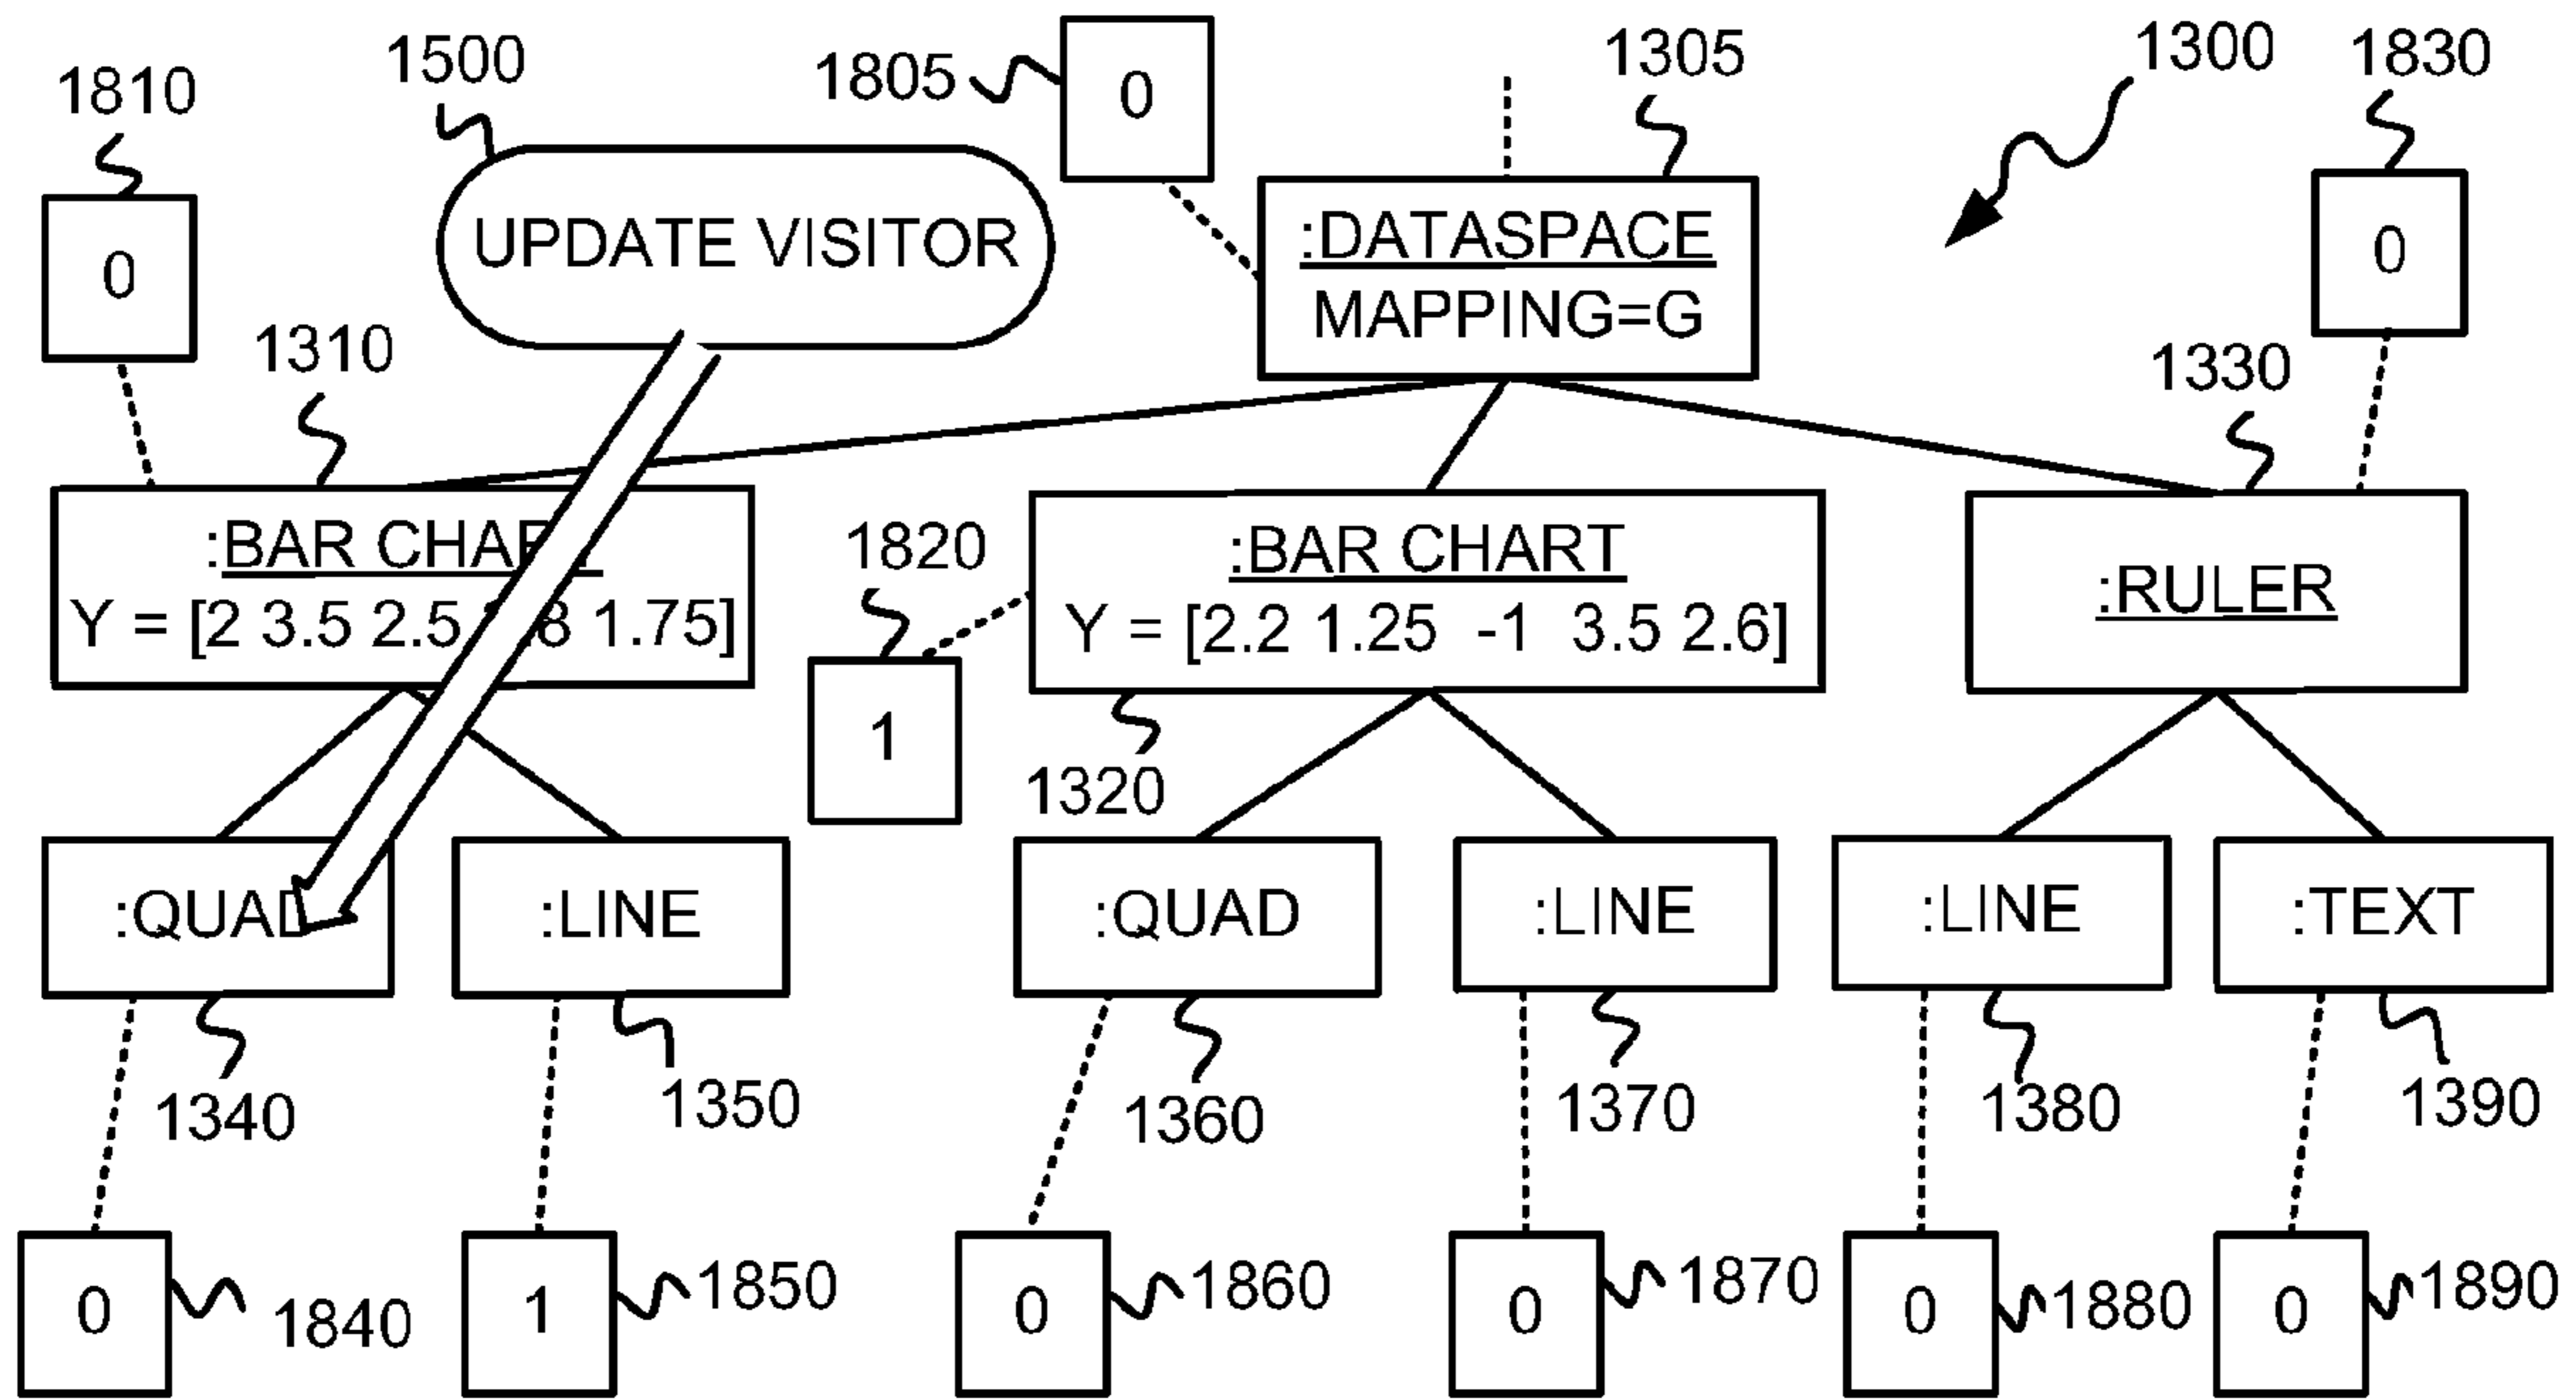 1810
1500
1805
0
1305
1300
1830
0
UPDATE VISITOR
:DATASPACE
MAPPING=G
0
1310
1330
:BAR
Y = [2 3.5 2.5 1.75]
1820
:BAR CHART
Y = [2.2 1.25 -1 3.5 2.6]
:RULER
1
1320
:QUAD
:LINE
:QUAD
:LINE
:LINE
:TEXT
1340
1350
1360
1370
1380
1390
0
1840
1
1850
0
1860
0
1870
0
1880
0
1890